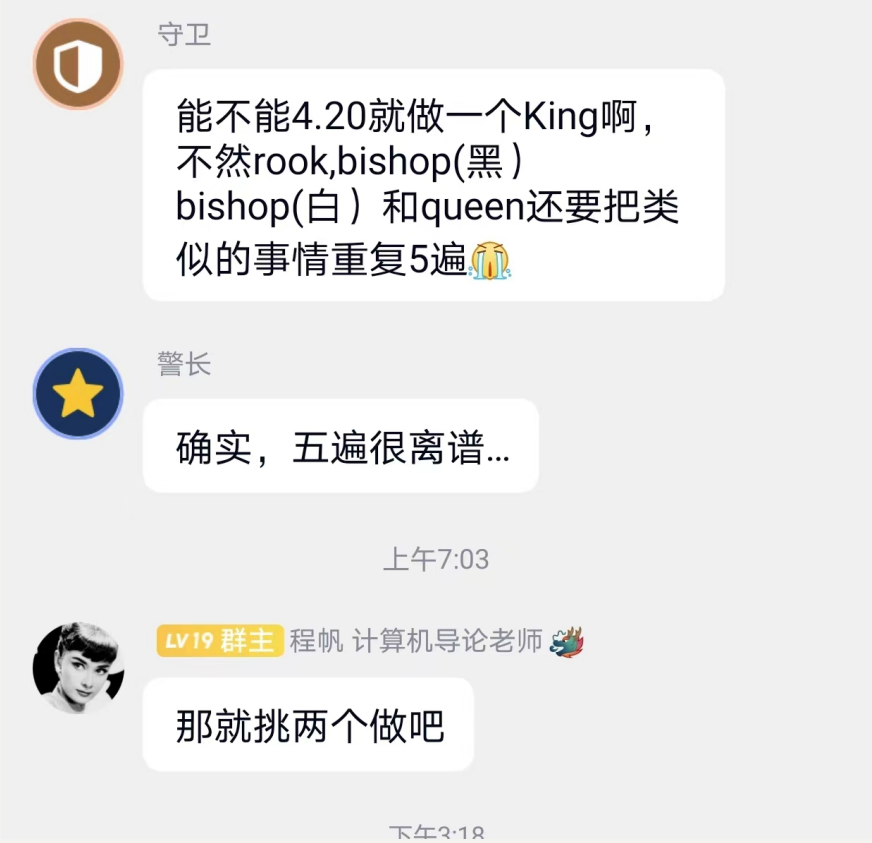 守卫
能不能4.20就做一个King啊，
不然rook,bishop(黑）
bishop(白）和queen还要把类
似的事情重复5遍😭
警长
确实，五遍很离谱...
上午7:03
LV19 群主 程帆 计算机导论老师🐲
那就挑两个做吧
下午3:18